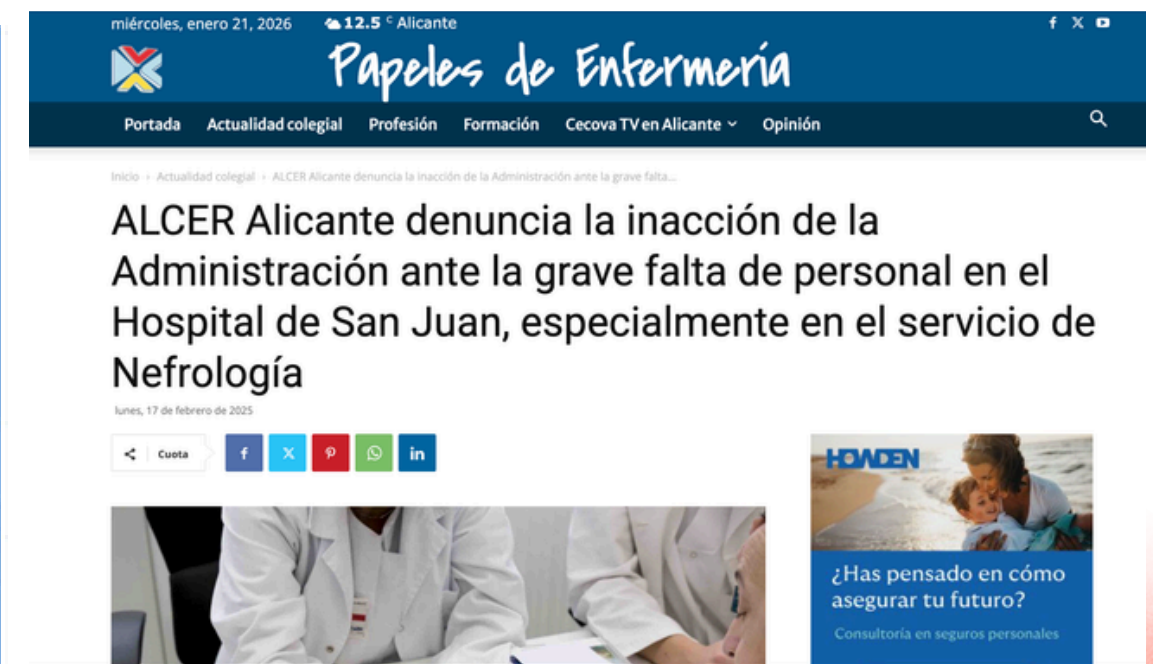 miércoles, enero 21, 2026
12.5 C Alicante
Papeles de Enfermería
Portada Actualidad colegial Profesión Formación Cecova TV en Alicante Opinión
Inicio › Actualidad colegial › ALCER Alicante denuncia la inacción de la Administración ante la grave falta...
ALCER Alicante denuncia la inacción de la
Administración ante la grave falta de personal en el
Hospital de San Juan, especialmente en el servicio de
Nefrología
lunes, 17 de febrero de 2025
Cuota
HOWDEN
¿Has pensado en cómo
asegurar tu futuro?
Consultoría en seguros personales